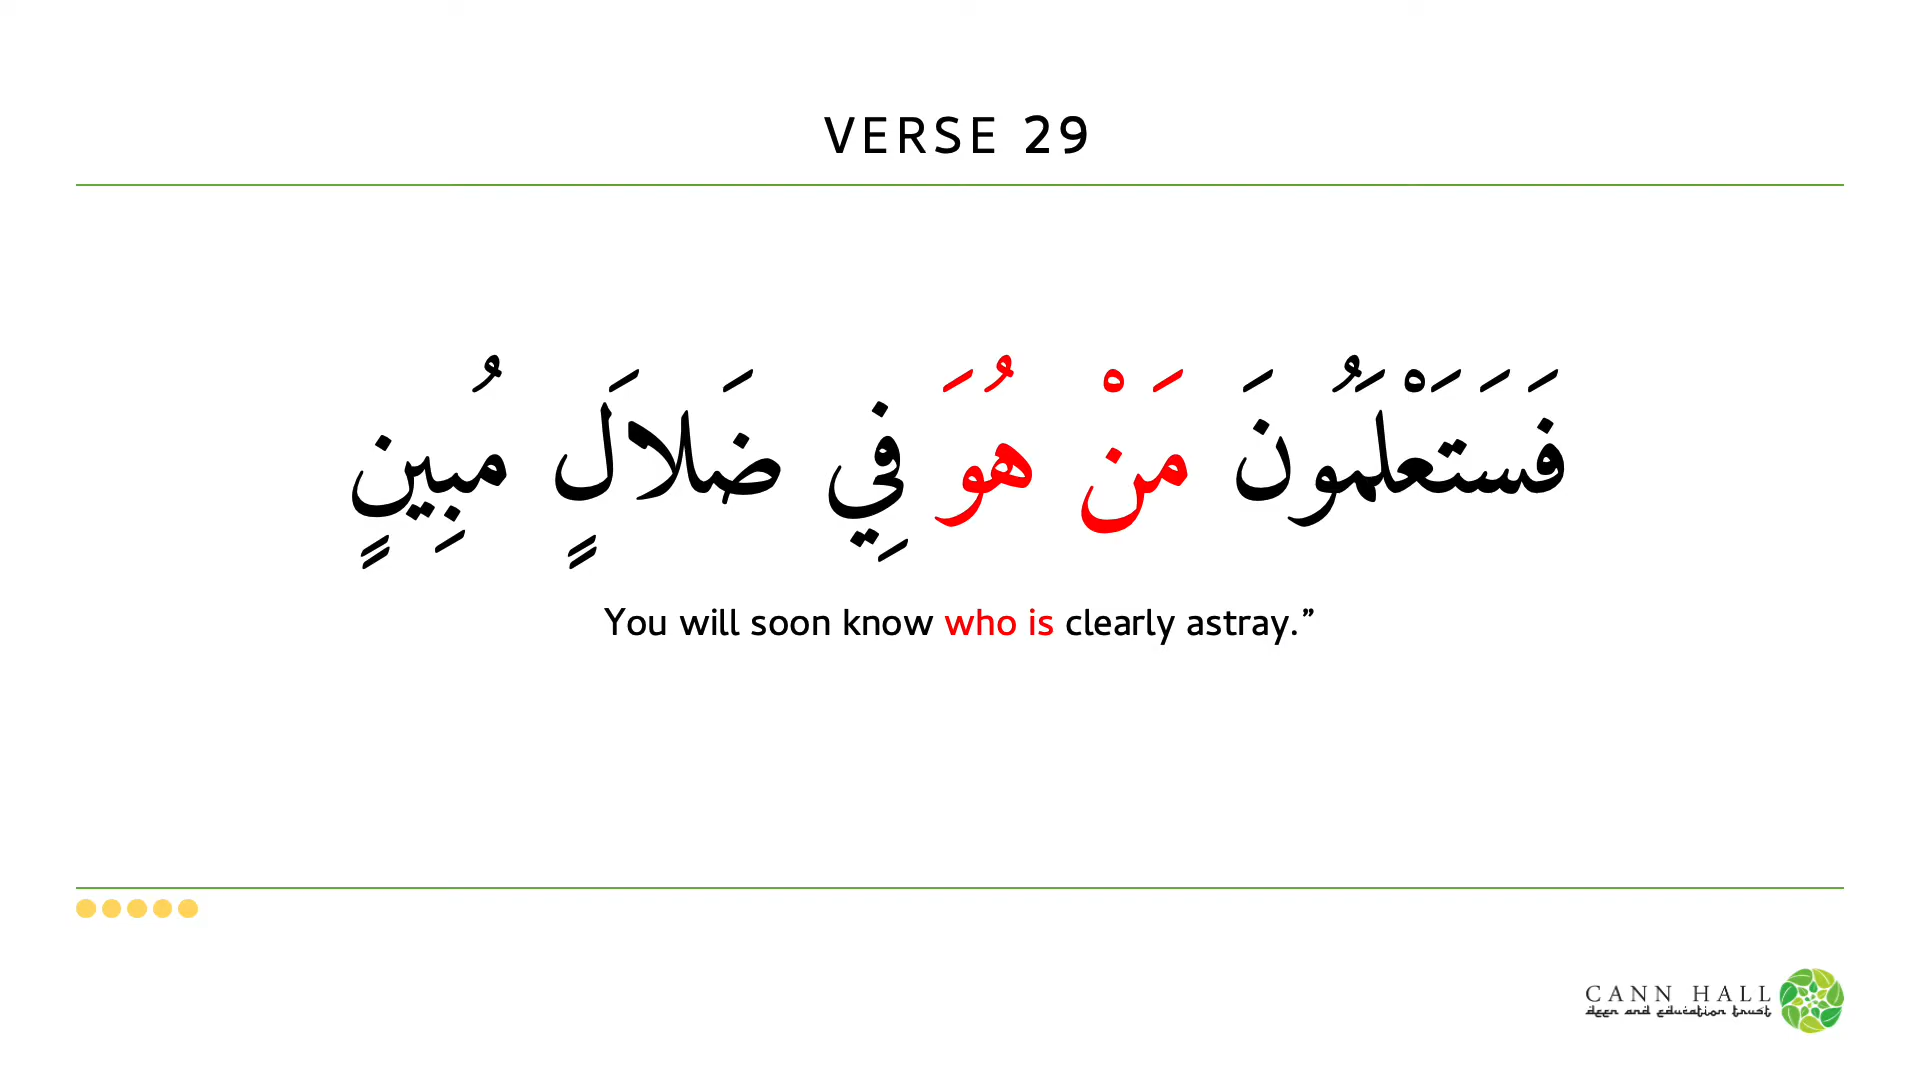 VERSE 29
فَسَتَعْلَمُونَ مَنْ هُوَ فِي ضَلَالٍ مُبِينٍ
You will soon know who is clearly astray.”
CANN HALL
deen and education trust